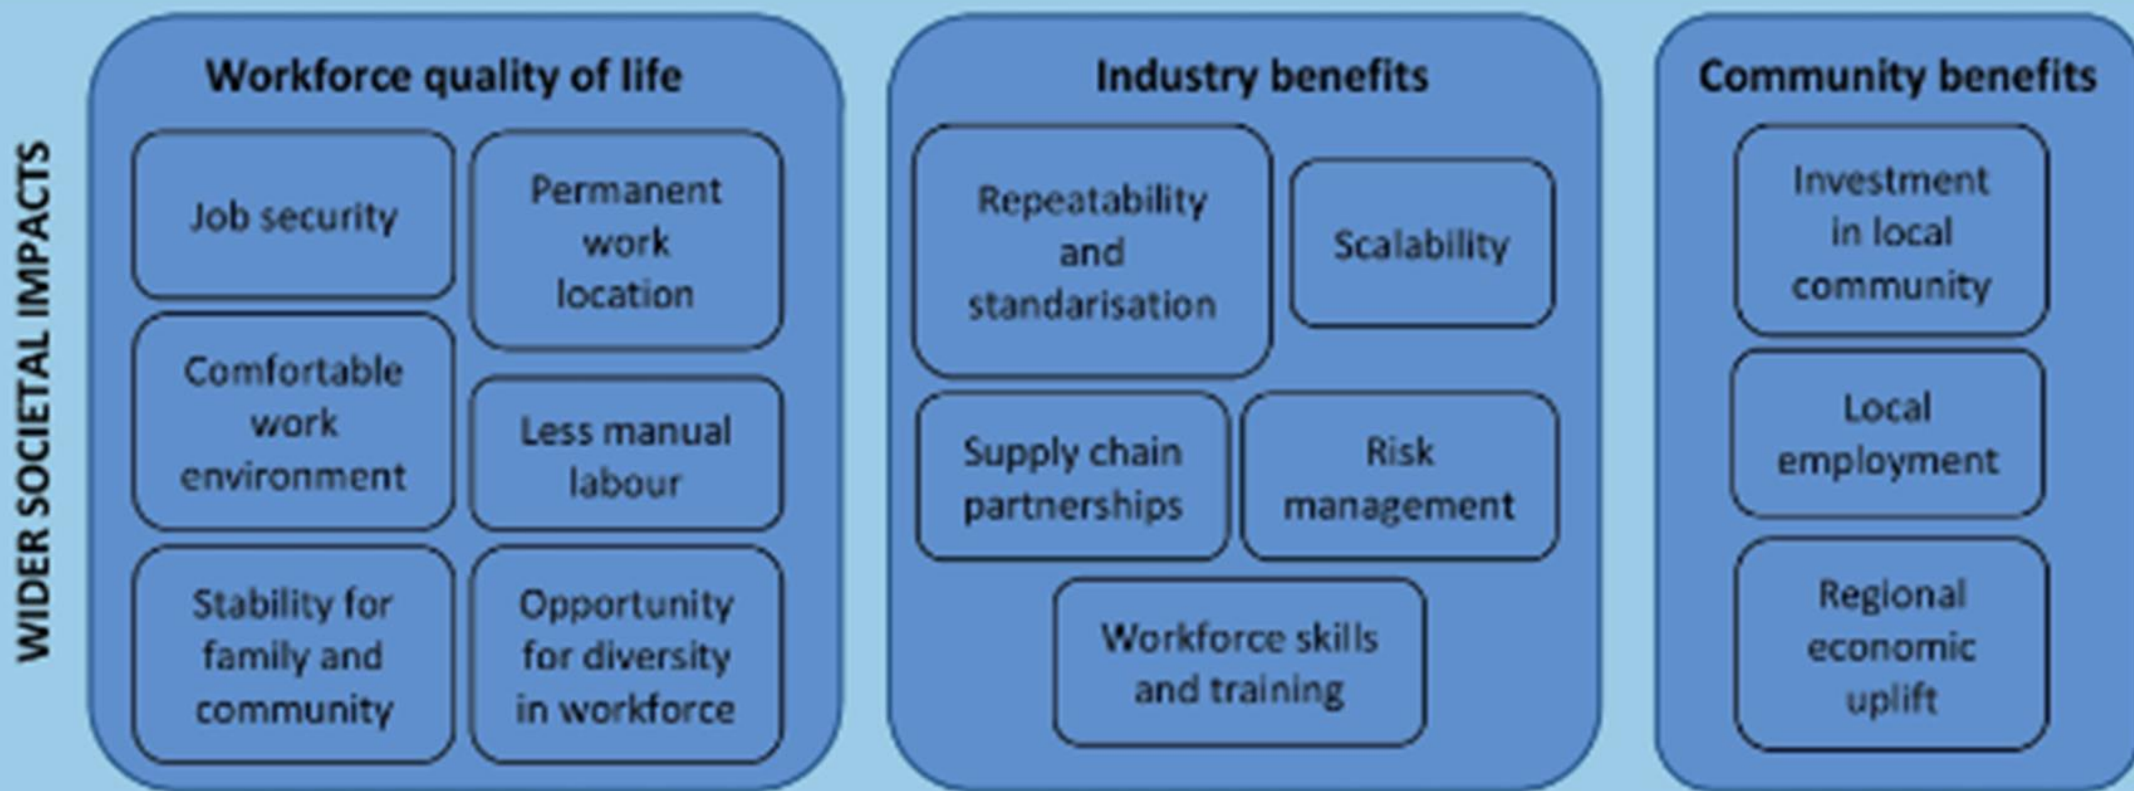 WIDER SOCIETAL IMPACTS
Workforce quality of life
Job security
Permanent
work
location
Comfortable
work
environment
Less manual
labour
Stability for
family and
community
Opportunity
for diversity
in workforce
Industry benefits
Repeatability
and
standarisation
Scalability
Supply chain
partnerships
Risk
management
Workforce skills
and training
Community benefits
Investment
in local
community
Local
employment
Regional
economic
uplift